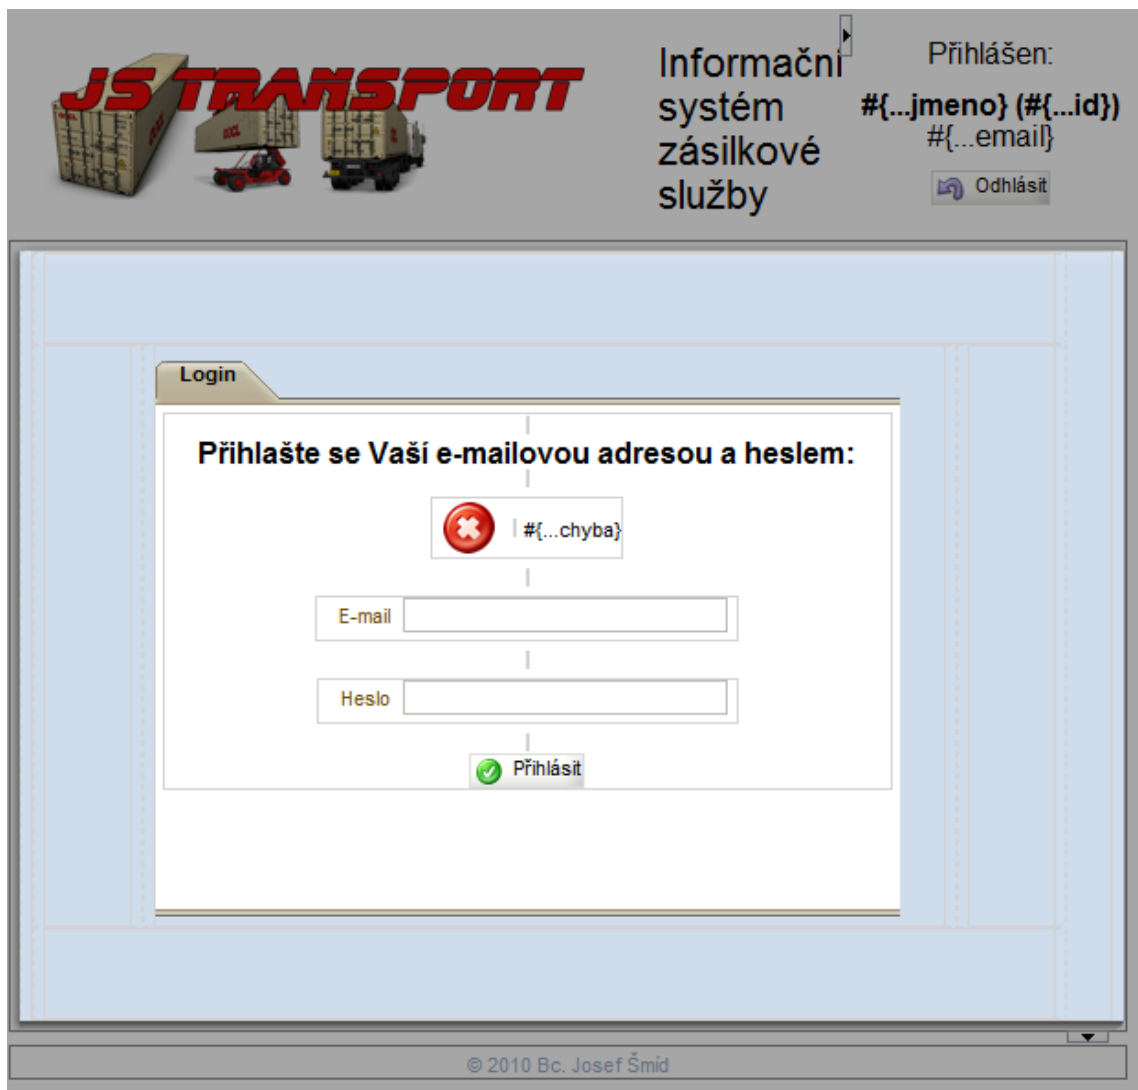 JS TRANSPORT
Informační
systém
zásilkové
služby
Přihlášen:
#{...jmeno} (#{...id})
#{...email}
Odhlásit
Login
Přihlašte se Vaší e-mailovou adresou a heslem:
#{...chyba}
E-mail
Heslo
Přihlásit
© 2010 Bc. Josef Šmíd